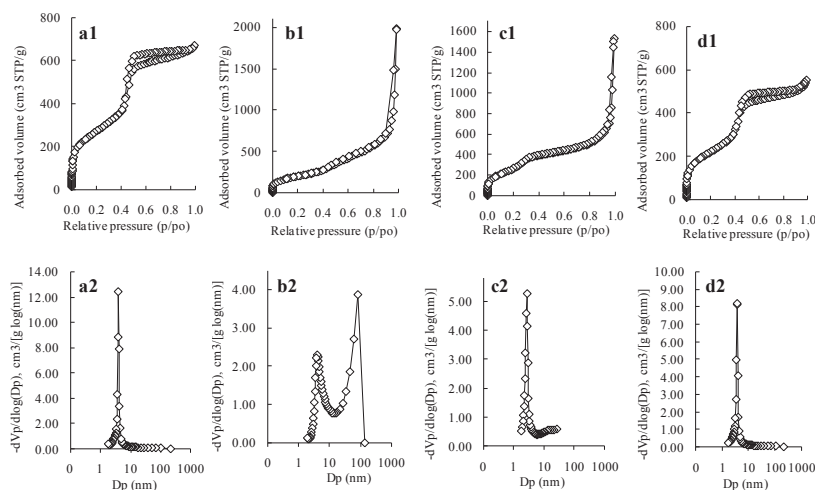 a1
Adsorbed volume (cm3 STP/g)
800
600
400
200
0
0.0 0.2 0.4 0.6 0.8 1.0
Relative pressure (p/po)
b1
Adsorbed volume (cm3 STP/g)
2000
1500
1000
500
0
0.0 0.2 0.4 0.6 0.8 1.0
Relative pressure (p/po)
c1
Adsorbed volume (cm3 STP/g)
1600
1400
1200
1000
800
600
400
200
0
0.0 0.2 0.4 0.6 0.8 1.0
Relative pressure (p/po)
d1
Adsorbed volume (cm3 STP/g)
800
600
400
200
0
0.0 0.2 0.4 0.6 0.8 1.0
Relative pressure (p/po)
a2
-dVp/dlog(Dp), cm3/[g log(nm)]
14.00
12.00
10.00
8.00
6.00
4.00
2.00
0.00
0 1 10 100 1000
Dp (nm)
b2
-dVp/dlog(Dp), cm3/[g log(nm)]
4.00
3.00
2.00
1.00
0.00
0 1 10 100 1000
Dp (nm)
c2
-dVp/dlog(Dp), cm3/[g log(nm)]
5.00
4.00
3.00
2.00
1.00
0.00
0 1 10 100 1000
Dp (nm)
d2
-dVp/dlog(Dp), cm3/[g log(nm)]
10.00
9.00
8.00
7.00
6.00
5.00
4.00
3.00
2.00
1.00
0.00
0 1 10 100 1000
Dp (nm)